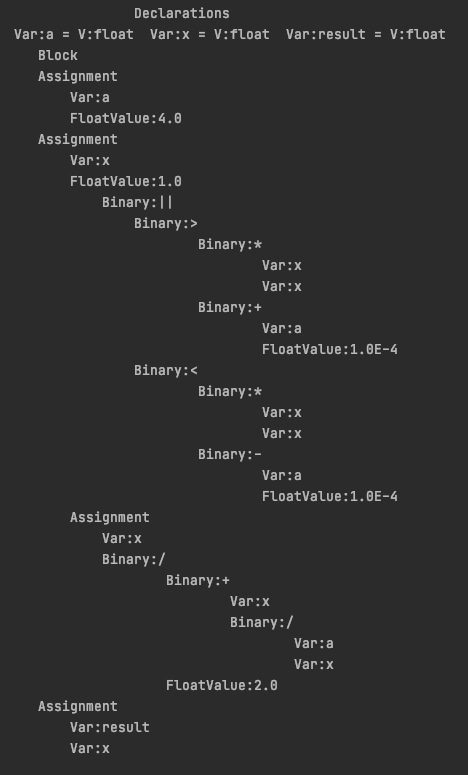 Declarations
Var:a = V:float  Var:x = V:float  Var:result = V:float
Block
Assignment
Var:a
FloatValue:4.0
Assignment
Var:x
FloatValue:1.0
Binary:||
Binary:>
Binary:*
Var:x
Var:x
Binary:+
Var:a
FloatValue:1.0E-4
Binary:<
Binary:*
Var:x
Var:x
Binary:-
Var:a
FloatValue:1.0E-4
Assignment
Var:x
Binary:/
Binary:+
Var:x
Binary:/
Var:a
Var:x
FloatValue:2.0
Assignment
Var:result
Var:x